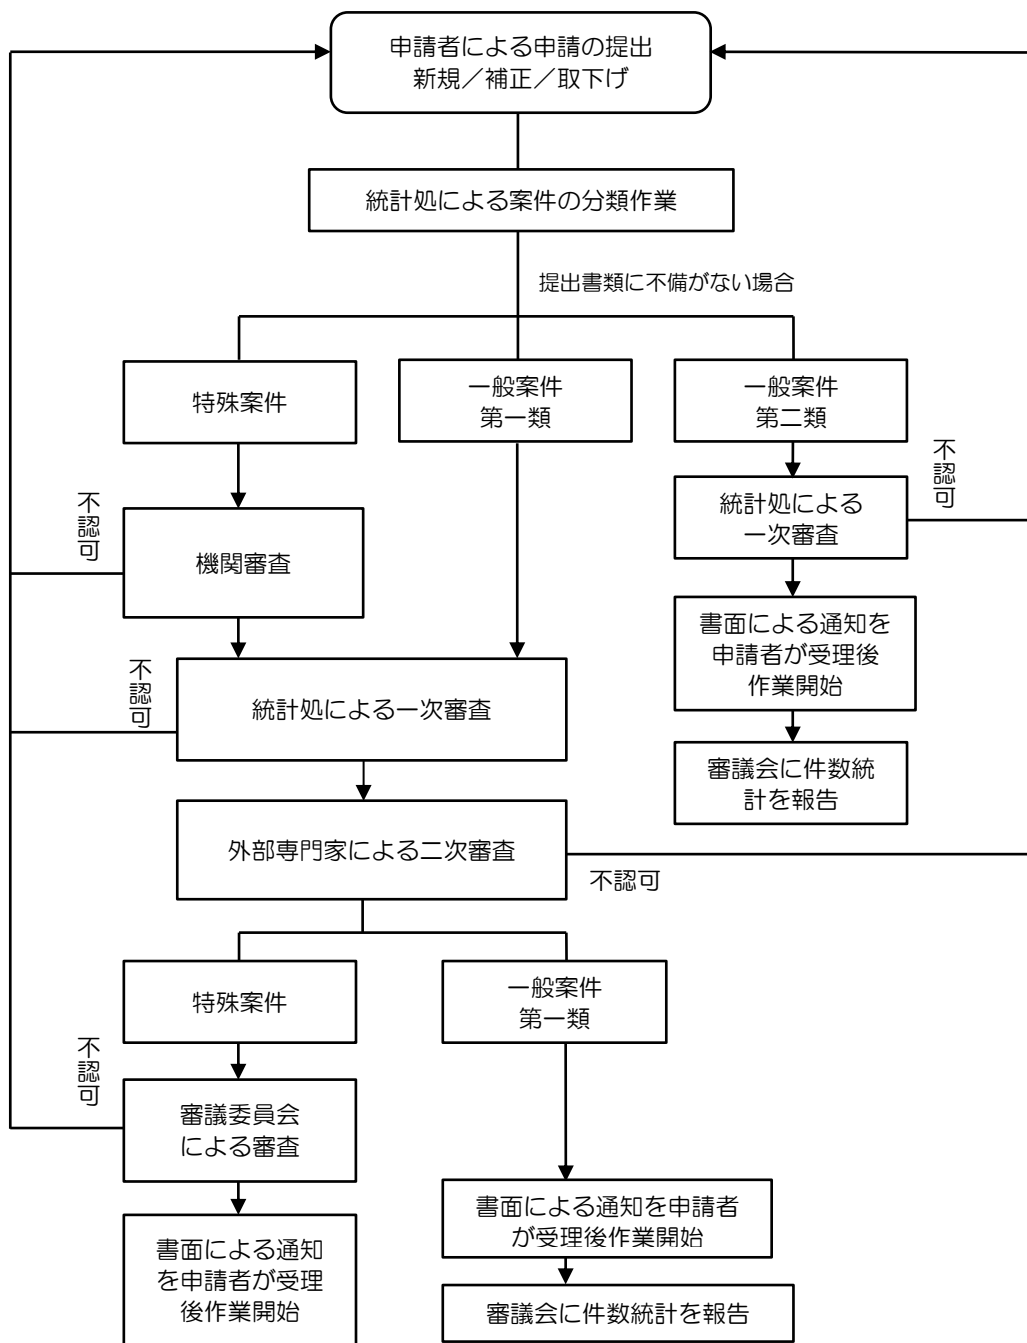 申請者による申請の提出
新規／補正／取下げ
統計処による案件の分類作業
提出書類に不備がない場合
特殊案件
一般案件
第一類
一般案件
第二類
不認可
不認可
統計処による
一次審査
機関審査
書面による通知を
申請者が受理後
作業開始
不認可
統計処による一次審査
審議会に件数統
計を報告
外部専門家による二次審査
不認可
特殊案件
一般案件
第一類
不認可
審議委員会
による審査
書面による通知を申請者
が受理後作業開始
書面による通知
を申請者が受理
後作業開始
審議会に件数統計を報告